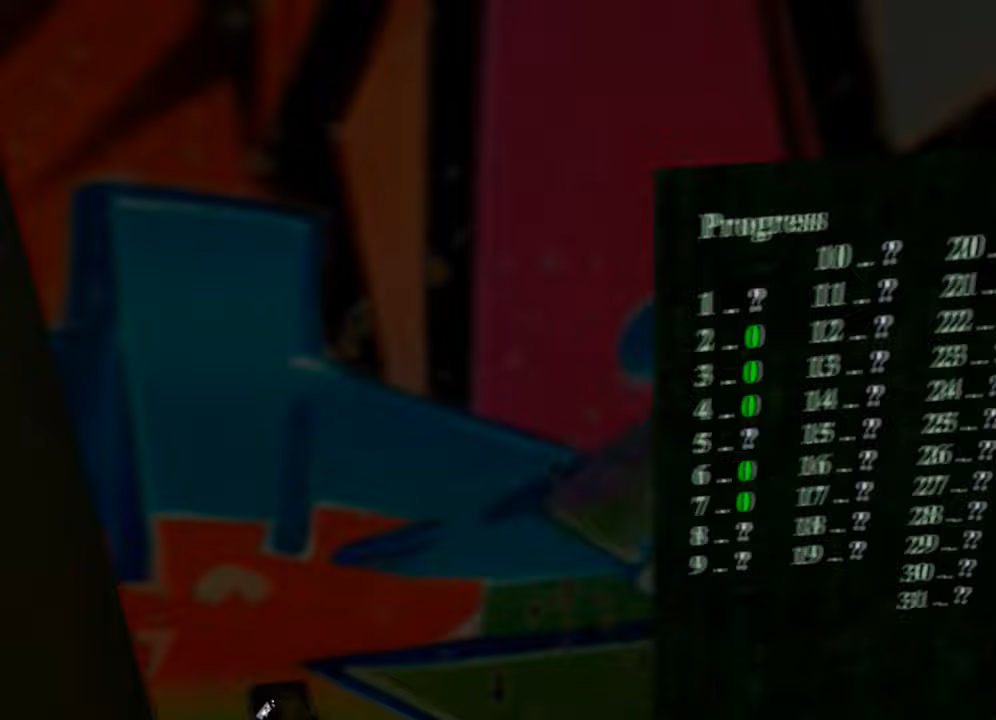 Progress
1 ... ?
2 ... 0
3 ... 0
4 ... 0
5 ... ?
6 ... 0
7 ... 0
8 ... ?
9 ... ?
10 ... ?
11 ... ?
12 ... ?
13 ... ?
14 ... ?
15 ... ?
16 ... ?
17 ... ?
18 ... ?
19 ... ?
20 ...
21 ...
22 ...
23 ...
24 ... ?
25 ... ?
26 ... ?
27 ... ?
28 ... ?
29 ... ?
30 ... ?
31 ... ?